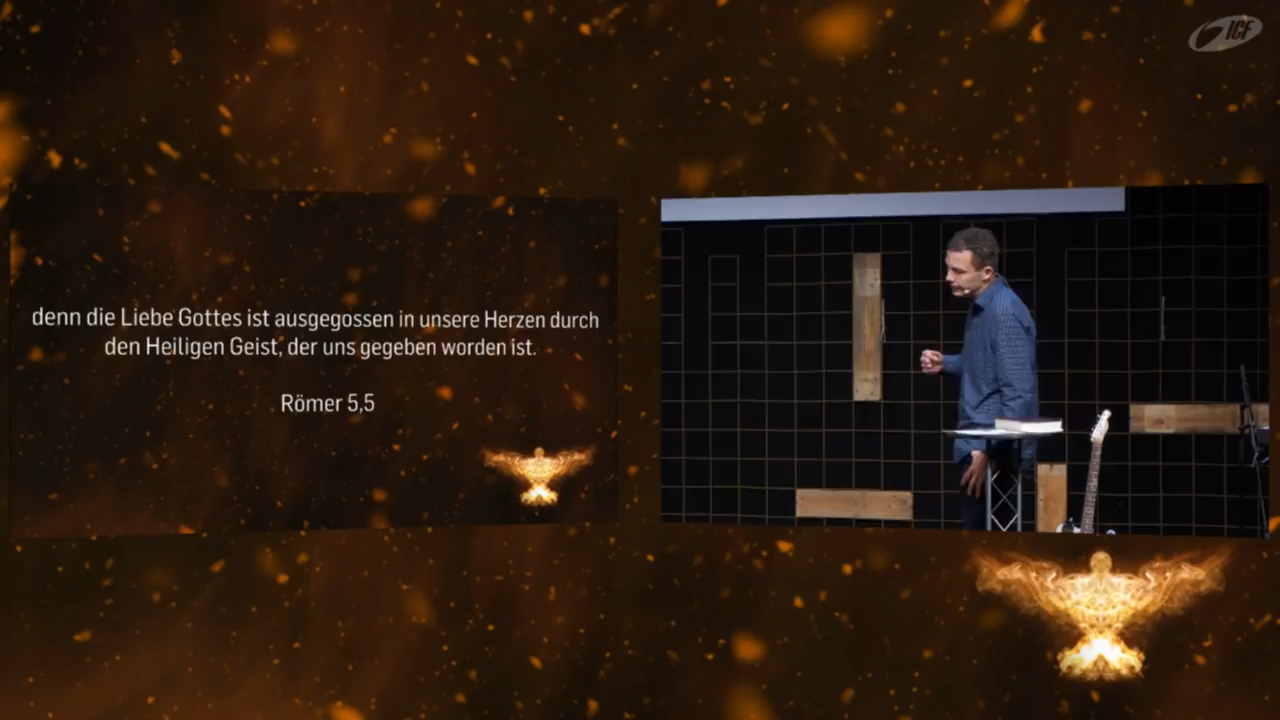 ICF
denn die Liebe Gottes ist ausgegossen in unsere Herzen durch
den Heiligen Geist, der uns gegeben worden ist.
Römer 5,5